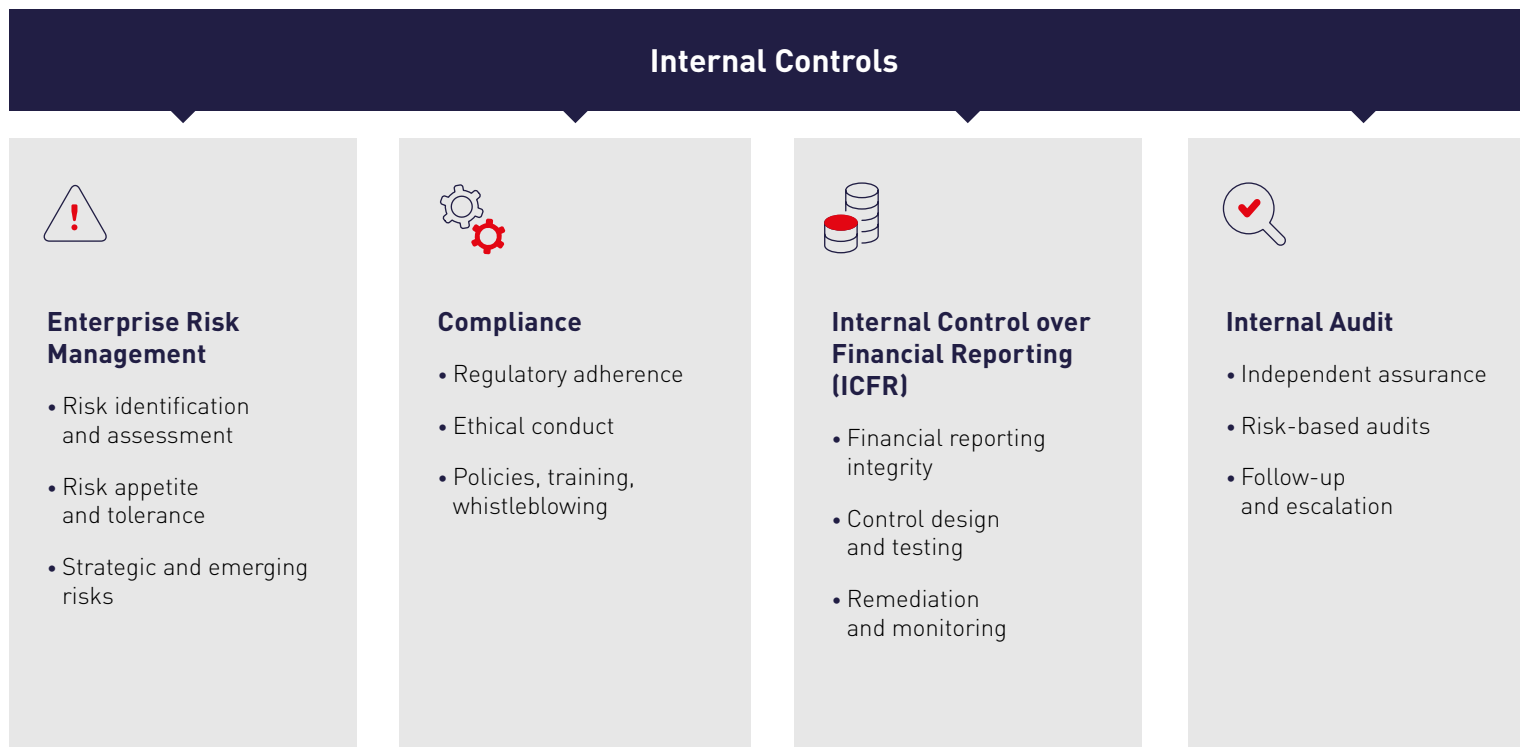 Internal Controls
Enterprise Risk
Management
• Risk identification
and assessment
• Risk appetite
and tolerance
• Strategic and emerging
risks
Compliance
• Regulatory adherence
• Ethical conduct
• Policies, training,
whistleblowing
Internal Control over
Financial Reporting
(ICFR)
• Financial reporting
integrity
• Control design
and testing
• Remediation
and monitoring
Internal Audit
• Independent assurance
• Risk-based audits
• Follow-up
and escalation